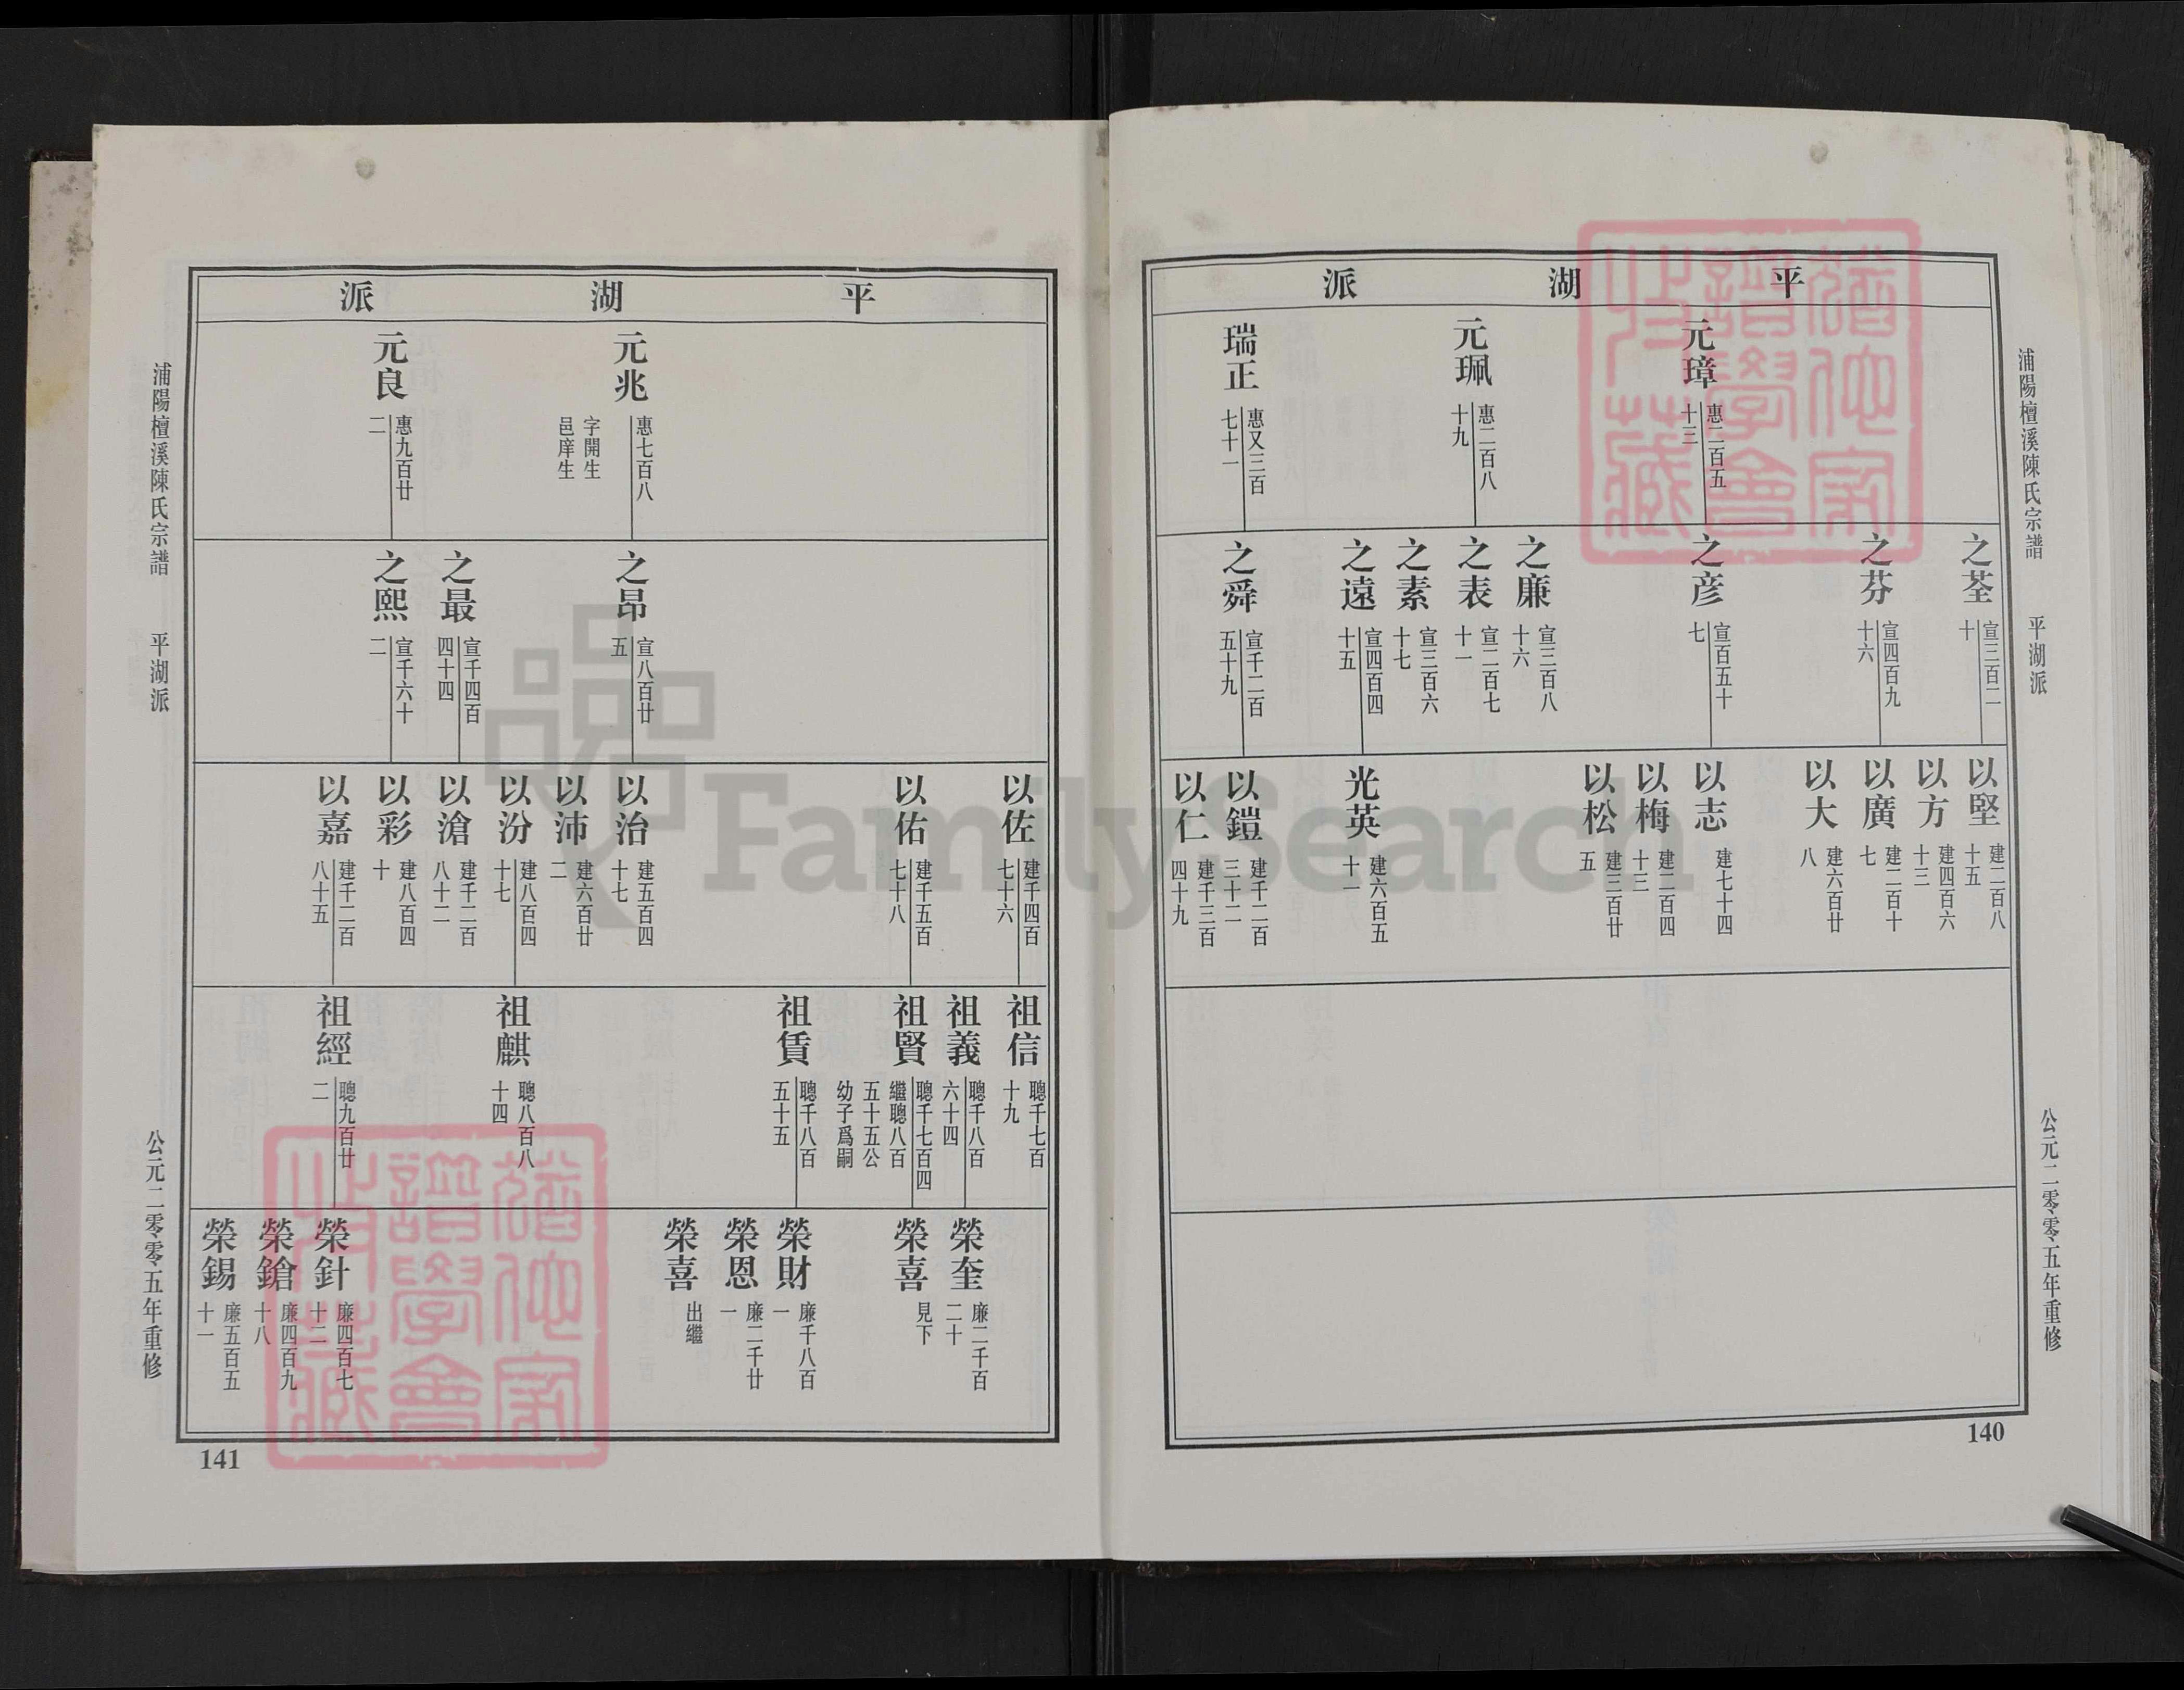 浦陽檀溪陳氏宗譜
平湖派
公元二零零五年重修
140
平湖派
元璋 惠二百五十三
元珮 惠二百八十九
瑞正 惠又三百七十一
之荃 宣三百二十
之芬 宣四百九十六
之彦 宣百五十七
之廉 宣三百八十六
之表 宣二百七十一
之素 宣三百六十七
之遠 宣四百四十五
之舜 宣千二百五十九
以堅 建二百八十五
以方 建四百六十三
以廣 建二百十七
以大 建六百廿八
以志 建七十四
以梅 建二百四十三
以松 建三百廿五
光英 建六百五十一
以鎧 建千二百三十二
以仁 建千三百四十九
平湖派
元兆 惠七百八
字開生
邑庠生
元良 惠九百廿二
之昂 宣八百廿五
之最 宣千四百四十四
之熙 宣千六十二
以佐 建千四百七十六
以佑 建千五百七十八
以治 建五百四十七
以沛 建六百廿二
以汾 建八百四十七
以滄 建千二百八十二
以彩 建八百四十
以嘉 建千二百八十五
祖信 聰千七百十九
祖義 聰千八百六十四
祖賢 聰千七百四
繼聰八百
五十五公
幼子爲嗣
祖賃 聰千八百五十五
祖麒 聰八百八十四
祖經 聰九百廿二
榮奎 廉二千百二十
榮喜 見下
榮財 廉千八百一
榮恩 廉二千廿一
榮喜 出繼
榮針 廉四百七十二
榮鎗 廉四百九十八
榮錫 廉五百五十一
浦陽檀溪陳氏宗譜
平湖派
公元二零零五年重修
141
FamilySearch